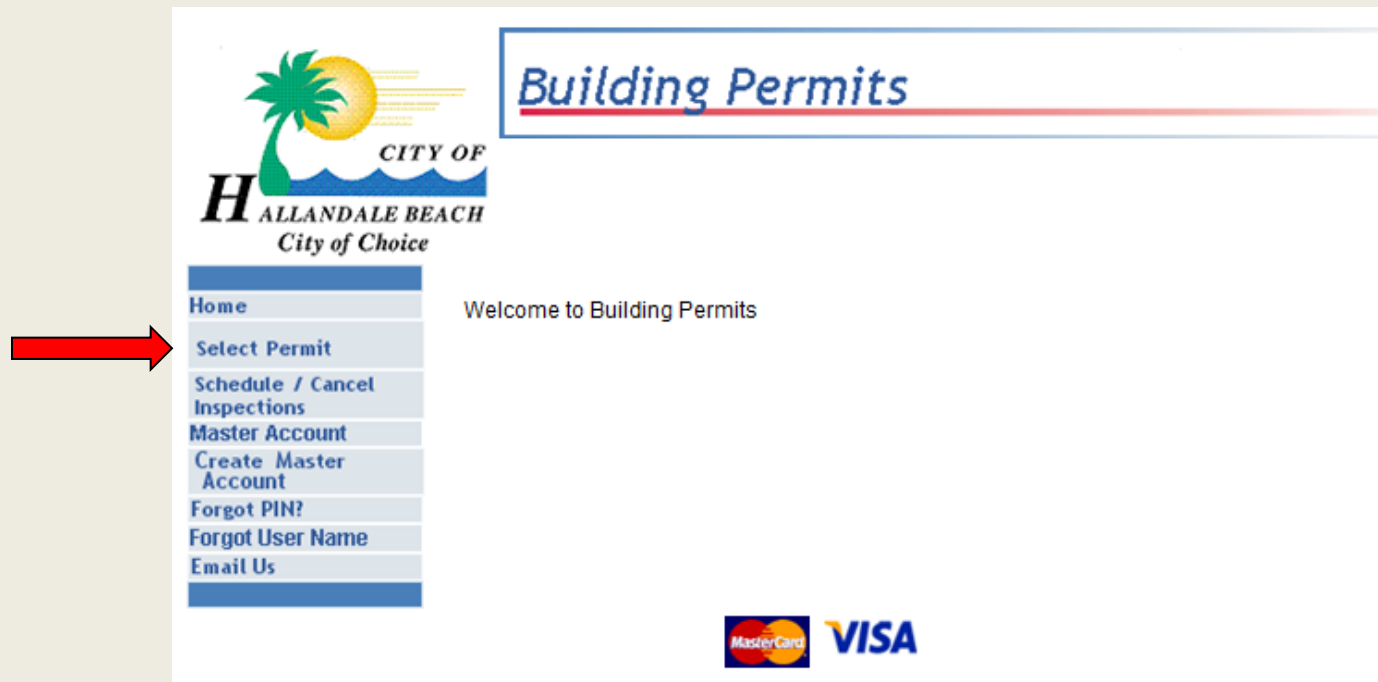 CITY OF
HALLANDALE BEACH
City of Choice
Building Permits
Home
Select Permit
Schedule / Cancel
Inspections
Master Account
Create Master
Account
Forgot PIN?
Forgot User Name
Email Us
Welcome to Building Permits
MasterCard
VISA